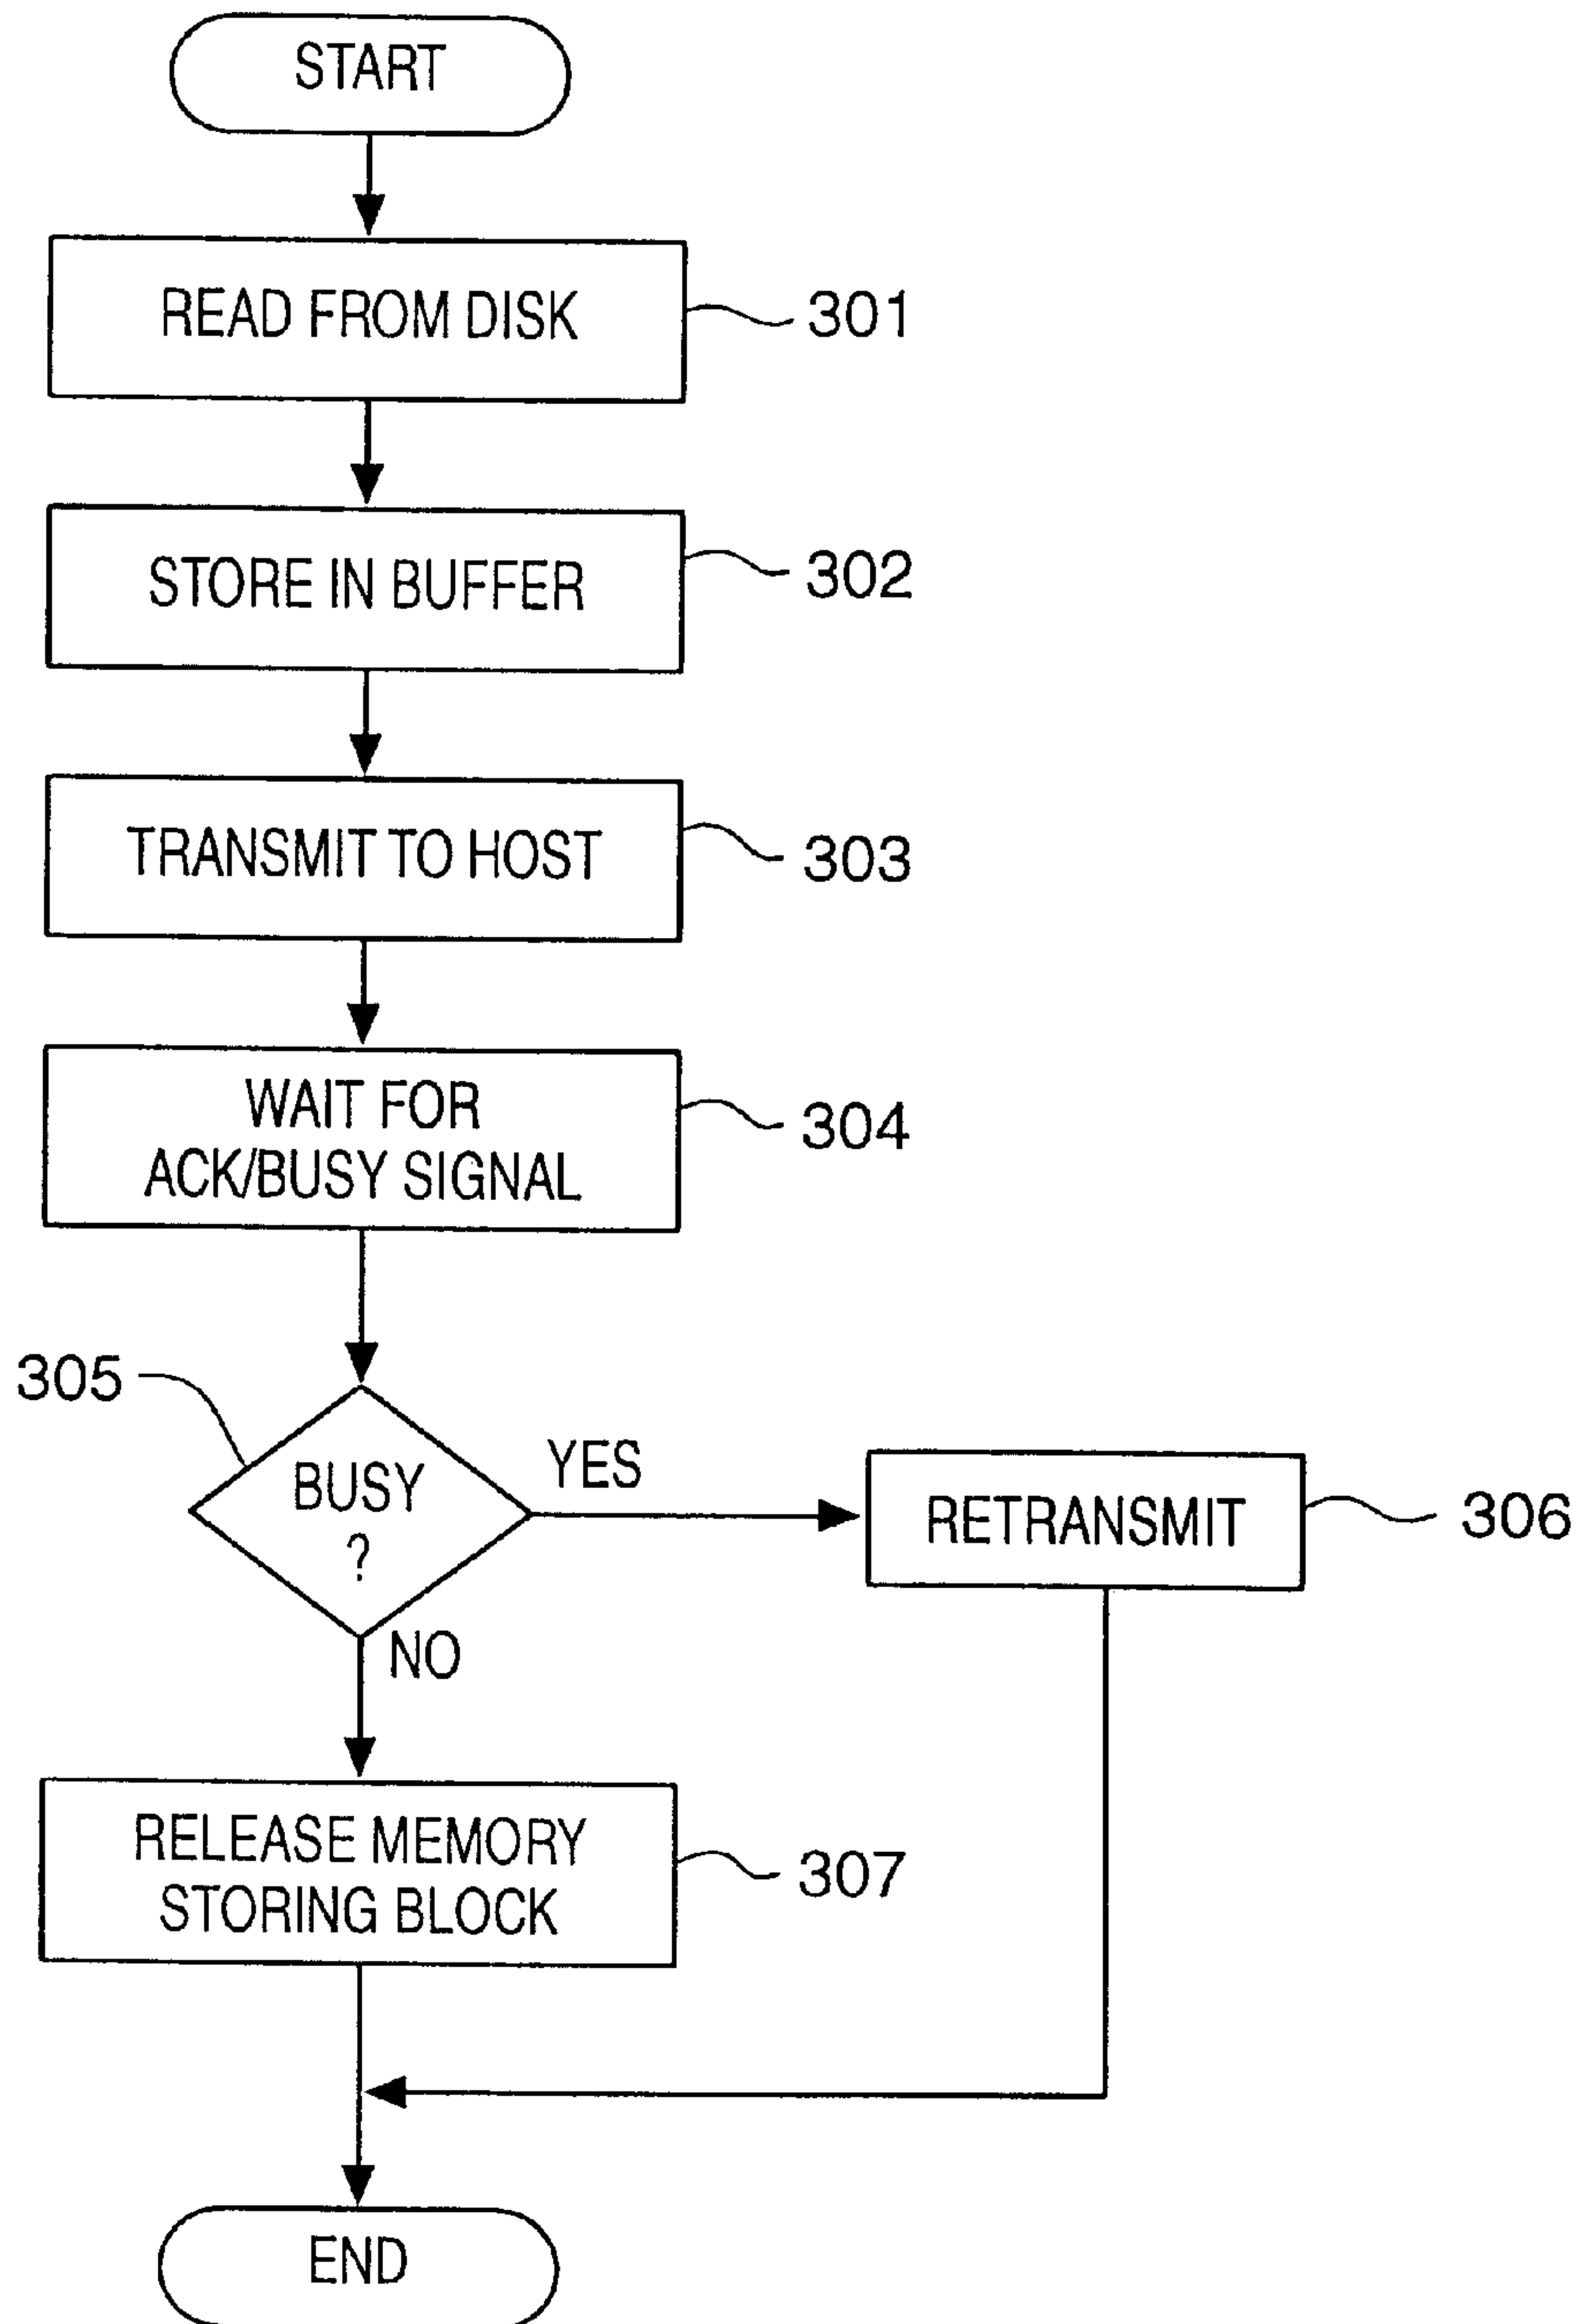 START
READ FROM DISK
301
STORE IN BUFFER
302
TRANSMIT TO HOST
303
WAIT FOR
ACK/BUSY SIGNAL
304
305
BUSY
?
YES
RETRANSMIT
306
NO
RELEASE MEMORY
STORING BLOCK
307
END